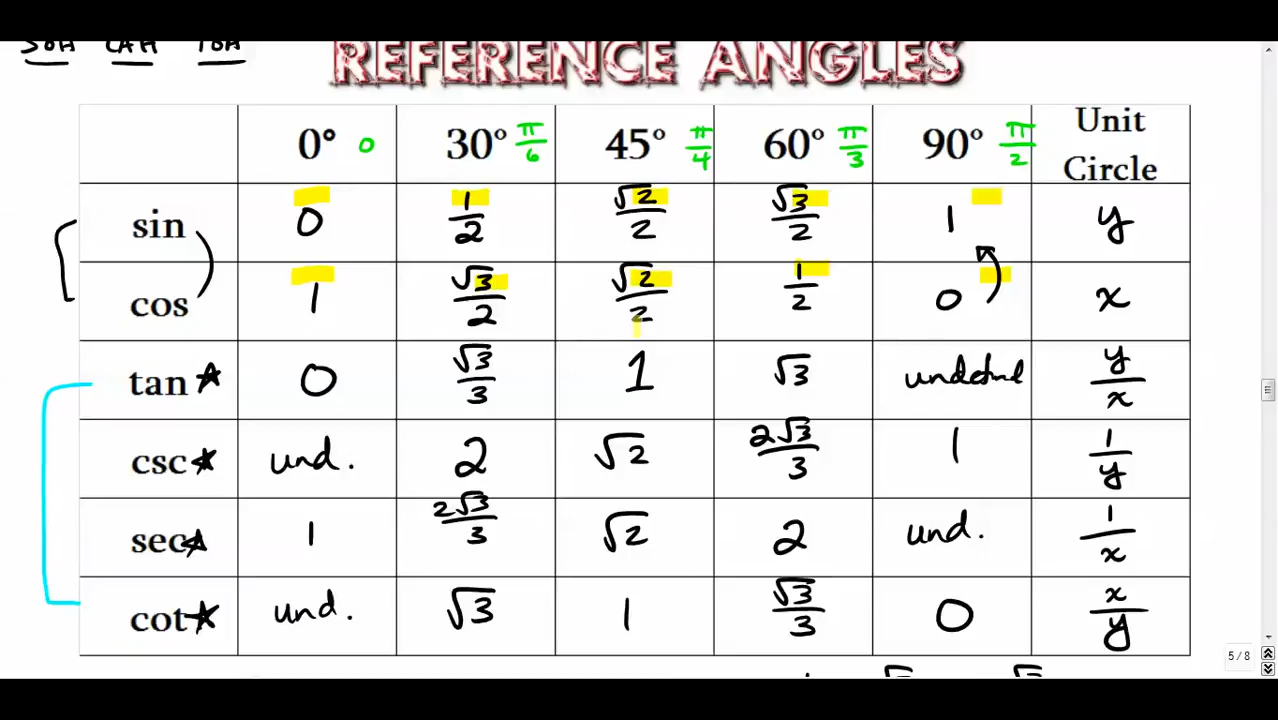 SOH CAH TOA
REFERENCE ANGLES
0° 0 30° π/6 45° π/4 60° π/3 90° π/2 Unit Circle
sin 0 1/2 √2/2 √3/2 1 y
cos 1 √3/2 √2/2 1/2 0 x
tan 0 √3/3 1 √3 undefined y/x
csc und. 2 √2 2√3/3 1 1/y
sec 1 2√3/3 √2 2 und. 1/x
cot und. √3 1 √3/3 0 x/y
5 / 8